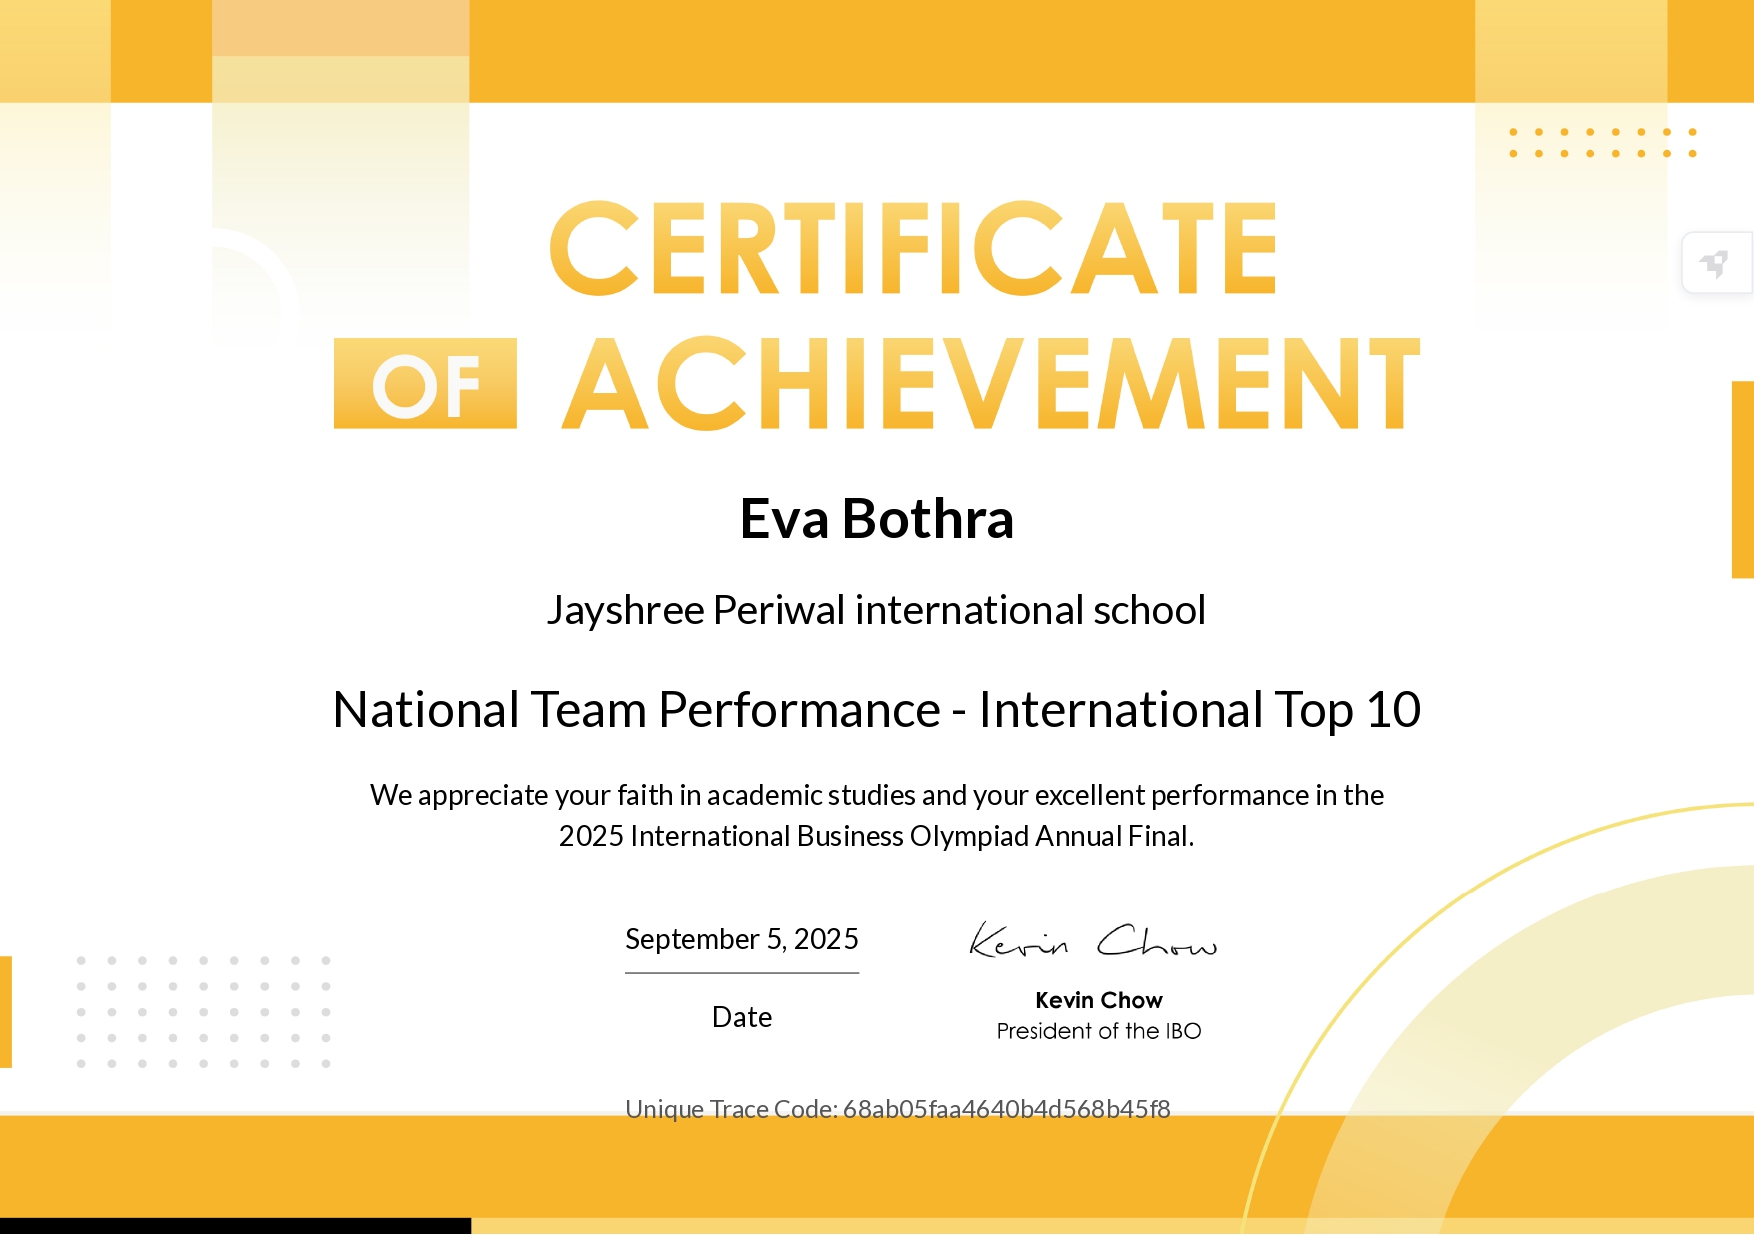 CERTIFICATE
OF ACHIEVEMENT
Eva Bothra
Jayshree Periwal international school
National Team Performance - International Top 10
We appreciate your faith in academic studies and your excellent performance in the
2025 International Business Olympiad Annual Final.
September 5, 2025
Date
Kevin Chow
Kevin Chow
President of the IBO
Unique Trace Code: 68ab05faa4640b4d568b45f8